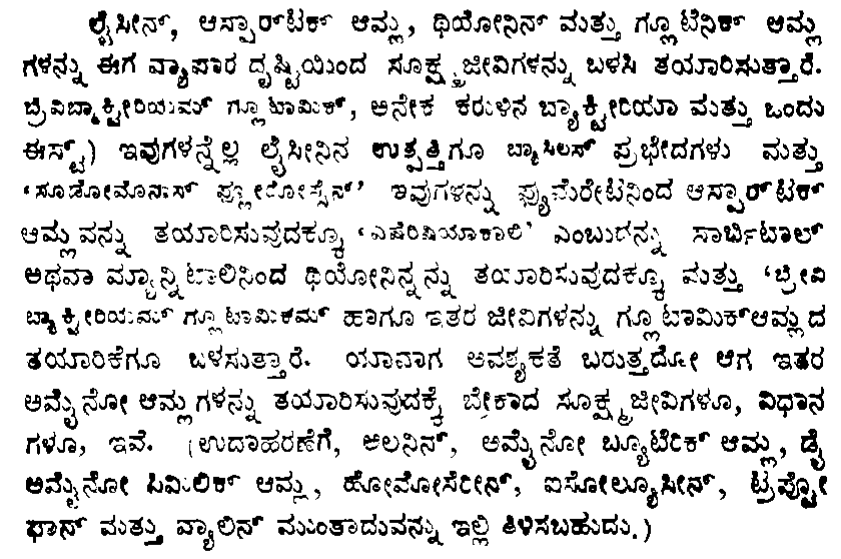 ಲೈಸೀನ್, ಆಸ್ಪಾರ್ಟಿಕ್ ಆಮ್ಲ, ಥಿಯೋನಿನ್ ಮತ್ತು ಗ್ಲೂಟೆನಿಕ್ ಆಮ್ಲ
ಗಳನ್ನು ಈಗ ವ್ಯಾಪಾರ ದೃಷ್ಟಿಯಿಂದ ಸೂಕ್ಷ್ಮಜೀವಿಗಳನ್ನು ಬಳಸಿ ತಯಾರಿಸುತ್ತಾರೆ.
ಬ್ರಿವಿಬ್ಯಾಕ್ಟೀರಿಯಮ್ ಗ್ಲೂಟಾಮಿಕ್, ಅನೇಕ ಕರುಳಿನ ಬ್ಯಾಕ್ಟೀರಿಯಾ ಮತ್ತು ಒಂದು
ಈಸ್ಟ್) ಇವುಗಳನ್ನೆಲ್ಲ ಲೈಸೀನಿನ ಉತ್ಪತ್ತಿಗೂ ಬ್ಯಾಸಿಲಸ್ ಪ್ರಭೇದಗಳು ಮತ್ತು
‘ಸೂಡೋಮೊನಾಸ್ ಫ್ಲೂರೋಸ್ಸೆನ್’ ಇವುಗಳನ್ನು ಫ್ಯುಮರೇಟಿನಿಂದ ಆಸ್ಪಾರ್ಟಿಕ್
ಆಮ್ಲವನ್ನು ತಯಾರಿಸುವುದಕ್ಕೂ ‘ಎಷೆರಿಷಿಯಾಕಾಲಿ’ ಎಂಬುದನ್ನು ಸಾರ್ಭಿಟಾಲ್
ಅಥವಾ ಮ್ಯಾನ್ನಿಟಾಲಿನಿಂದ ಥಿಯೋನಿನ್ನನ್ನು ತಯಾರಿಸುವುದಕ್ಕೂ ಮತ್ತು ‘ಬ್ರೀವಿ
ಬ್ಯಾಕ್ಟೀರಿಯಮ್ ಗ್ಲೂಟಾಮಿಕಮ್ ಹಾಗೂ ಇತರ ಜೀವಿಗಳನ್ನು ಗ್ಲೂಟಾಮಿಕ್ಆಮ್ಲದ
ತಯಾರಿಕೆಗೂ ಬಳಸುತ್ತಾರೆ. ಯಾವಾಗ ಅವಶ್ಯಕತೆ ಬರುತ್ತದೋ ಆಗ ಇತರ
ಅಮೈನೋ ಆಮ್ಲಗಳನ್ನು ತಯಾರಿಸುವುದಕ್ಕೆ ಬೇಕಾದ ಸೂಕ್ಷ್ಮಜೀವಿಗಳೂ, ವಿಧಾನ
ಗಳೂ, ಇವೆ. (ಉದಾಹರಣೆಗೆ, ಅಲನಿನ್, ಅಮೈನೋ ಬ್ಯೂಟಿರಿಕ್ ಆಮ್ಲ, ಡೈ
ಅಮೈನೋ ಪಿಮಿಲಿಕ್ ಆಮ್ಲ, ಹೋಮೋಸೆರೀನ್, ಐಸೋಲ್ಯೂಸೀನ್, ಟ್ರಿಪ್ಟೋ
ಫಾನ್ ಮತ್ತು ವ್ಯಾಲಿನ್ ಮುಂತಾದುವನ್ನು ಇಲ್ಲಿ ತಿಳಿಸಬಹುದು.)